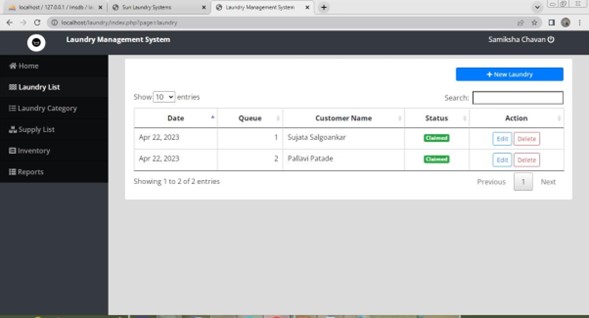 localhost / 127.0.0.1 / lmsdb / la
Sun Laundry Systems
Laundry Management System
localhost/laundry/index.php?page=laundry
Laundry Management System
Samiksha Chavan
Home
Laundry List
Laundry Category
Supply List
Inventory
Reports
+ New Laundry
Show 10 entries
Search:
Date Queue Customer Name Status Action
Apr 22, 2023 1 Sujata Salgoankar Claimed Edit Delete
Apr 22, 2023 2 Pallavi Patade Claimed Edit Delete
Showing 1 to 2 of 2 entries
Previous 1 Next